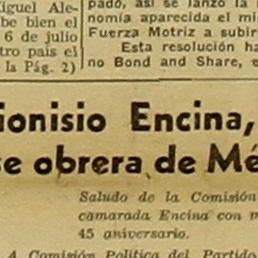 iguel Ale-
be bien el
6 de julio
tro país el
la Pág. 2)
pado, así se lanzó la
nomía aparecida el mi
Fuerza Motriz a subir
Esta resolución ha
no Bond and Share, e
ionisio Encina,
se obrera de Mé
Saludo de la Comisión
camarada Encina con m
45 aniversario.
A Comisión Política del Partido